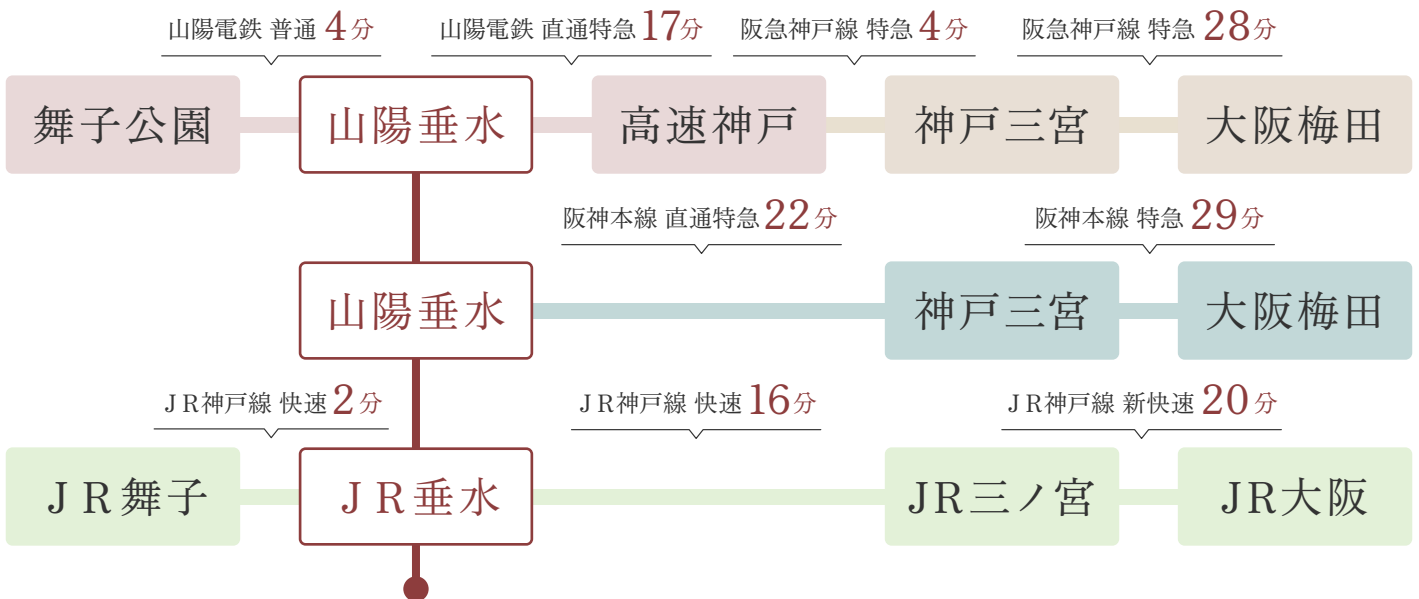 山陽電鉄 普通 4分 山陽電鉄 直通特急 17分 阪急神戸線 特急 4分 阪急神戸線 特急 28分
舞子公園 山陽垂水 高速神戸 神戸三宮 大阪梅田
阪神本線 直通特急 22分 阪神本線 特急 29分
山陽垂水 神戸三宮 大阪梅田
JR神戸線 快速 2分 JR神戸線 快速 16分 JR神戸線 新快速 20分
JR舞子 JR垂水 JR三ノ宮 JR大阪